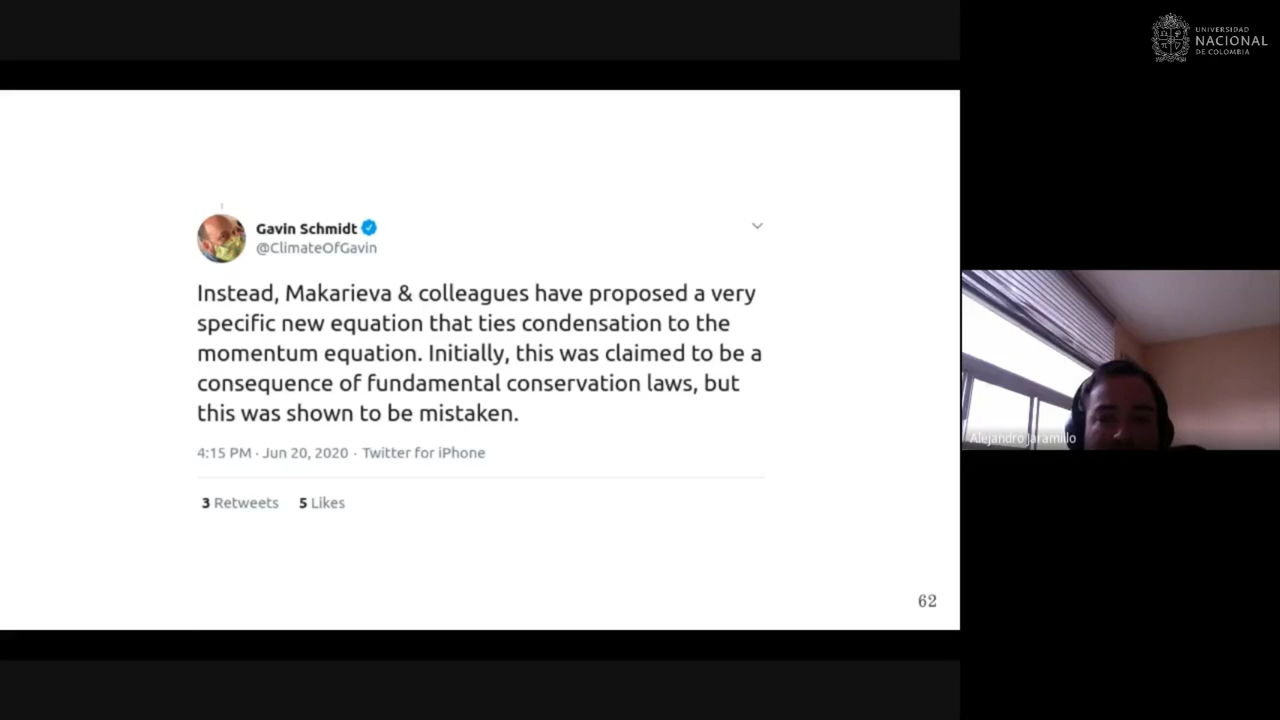 UNIVERSIDAD
NACIONAL
DE COLOMBIA
Gavin Schmidt
@ClimateOfGavin
Instead, Makarieva & colleagues have proposed a very
specific new equation that ties condensation to the
momentum equation. Initially, this was claimed to be a
consequence of fundamental conservation laws, but
this was shown to be mistaken.
4:15 PM · Jun 20, 2020 · Twitter for iPhone
3 Retweets 5 Likes
62
Alejandro Jaramillo